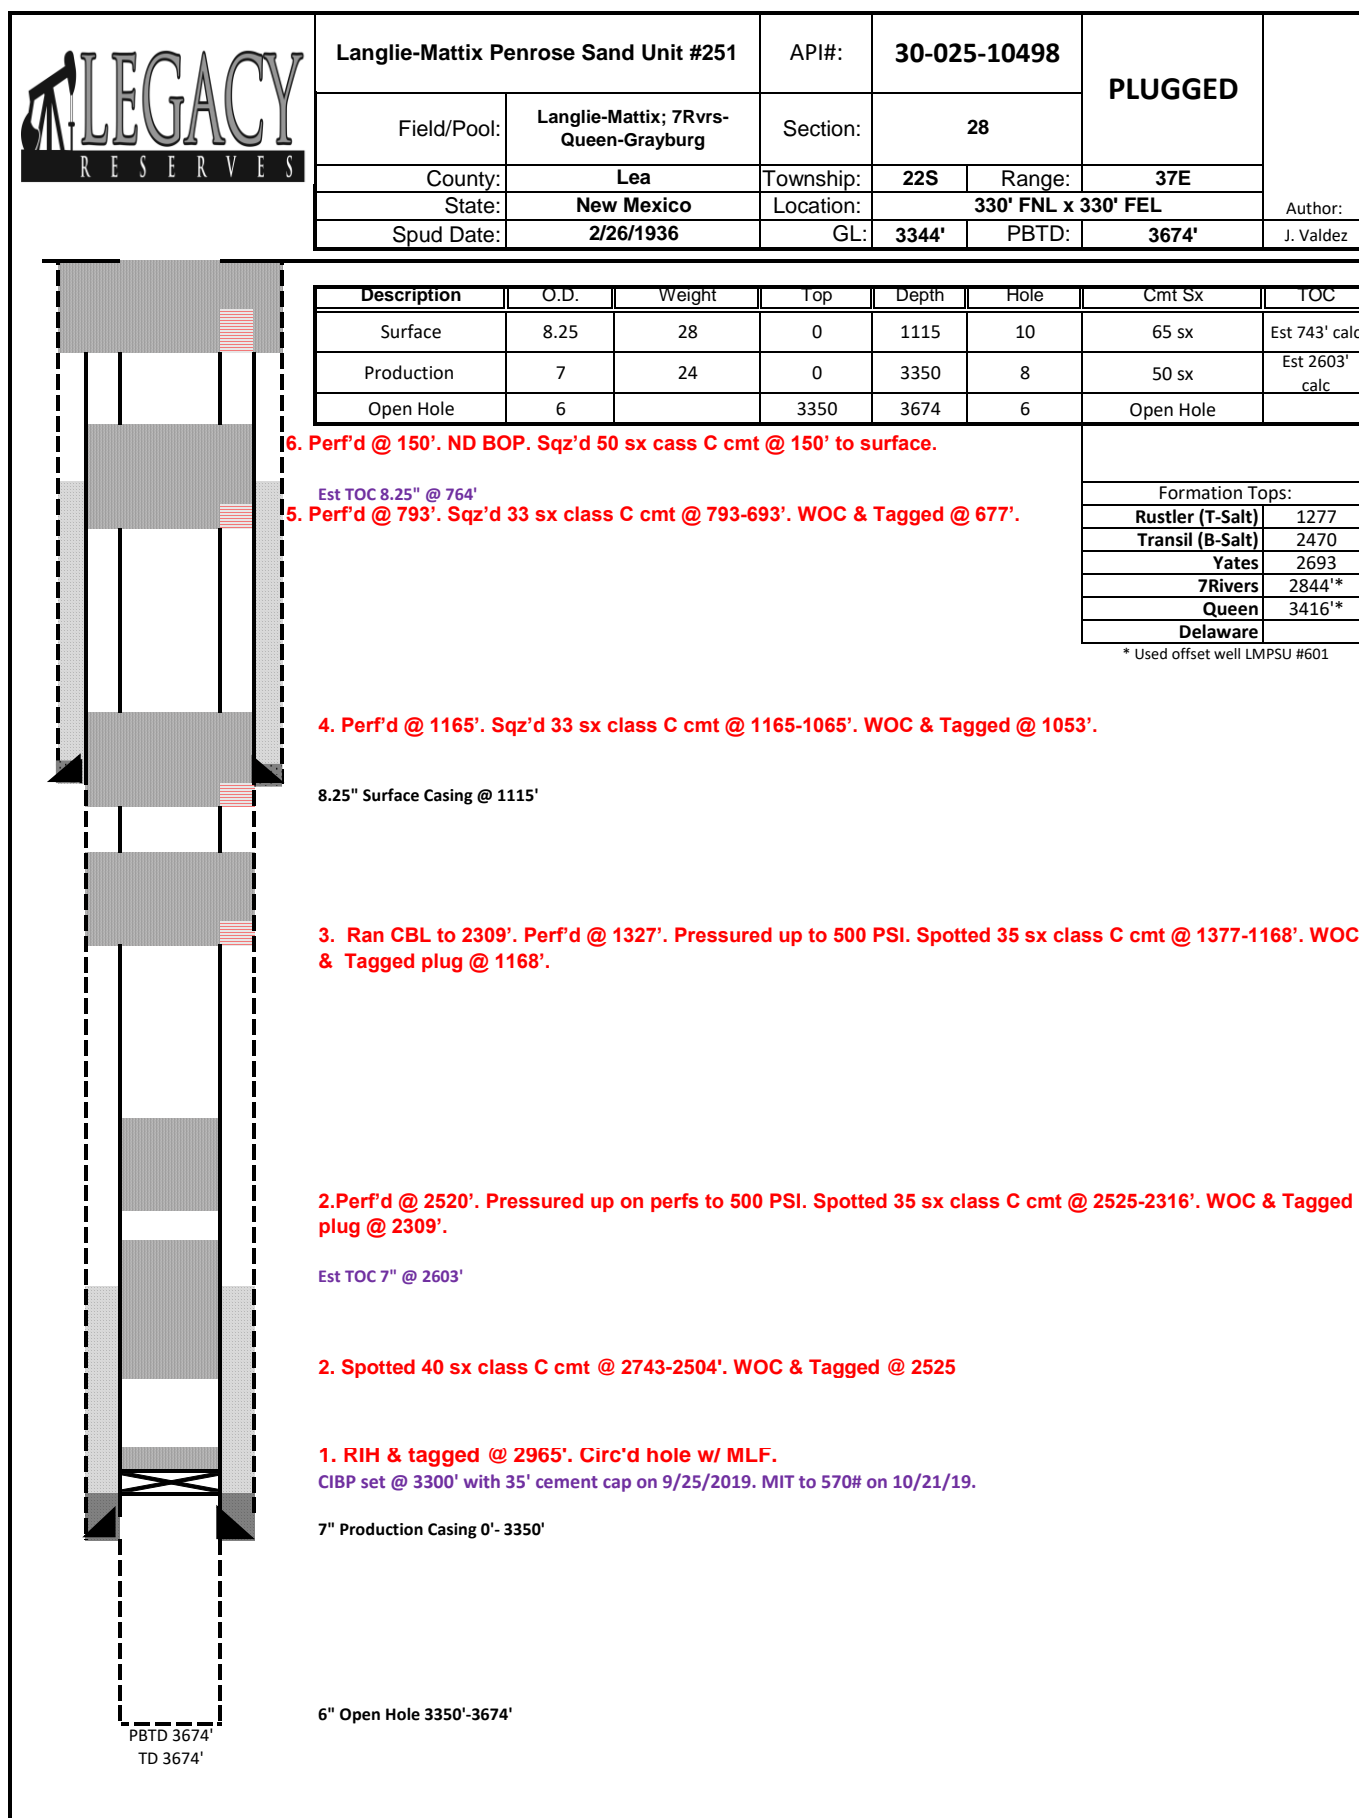 LEGACY
RESERVES
Langlie-Mattix Penrose Sand Unit #251 API#: 30-025-10498 PLUGGED
Field/Pool: Langlie-Mattix; 7Rvrs-
Queen-Grayburg Section: 28
County: Lea Township: 22S Range: 37E
State: New Mexico Location: 330' FNL x 330' FEL Author:
Spud Date: 2/26/1936 GL: 3344' PBTD: 3674' J. Valdez
Description O.D. Weight Top Depth Hole Cmt Sx TOC
Surface 8.25 28 0 1115 10 65 sx Est 743' calc
Production 7 24 0 3350 8 50 sx Est 2603'
calc
Open Hole 6 3350 3674 6 Open Hole
6. Perf’d @ 150’. ND BOP. Sqz’d 50 sx cass C cmt @ 150’ to surface.
Est TOC 8.25" @ 764'
5. Perf’d @ 793’. Sqz’d 33 sx class C cmt @ 793-693’. WOC & Tagged @ 677’.
Formation Tops:
Rustler (T-Salt) 1277
Transil (B-Salt) 2470
Yates 2693
7Rivers 2844'*
Queen 3416'*
Delaware
* Used offset well LMPSU #601
4. Perf’d @ 1165’. Sqz’d 33 sx class C cmt @ 1165-1065’. WOC & Tagged @ 1053’.
8.25" Surface Casing @ 1115'
3. Ran CBL to 2309’. Perf’d @ 1327’. Pressured up to 500 PSI. Spotted 35 sx class C cmt @ 1377-1168’. WOC
& Tagged plug @ 1168’.
2.Perf’d @ 2520’. Pressured up on perfs to 500 PSI. Spotted 35 sx class C cmt @ 2525-2316’. WOC & Tagged
plug @ 2309’.
Est TOC 7" @ 2603'
2. Spotted 40 sx class C cmt @ 2743-2504'. WOC & Tagged @ 2525
1. RIH & tagged @ 2965'. Circ'd hole w/ MLF.
CIBP set @ 3300' with 35' cement cap on 9/25/2019. MIT to 570# on 10/21/19.
7" Production Casing 0'- 3350'
6" Open Hole 3350'-3674'
PBTD 3674'
TD 3674'